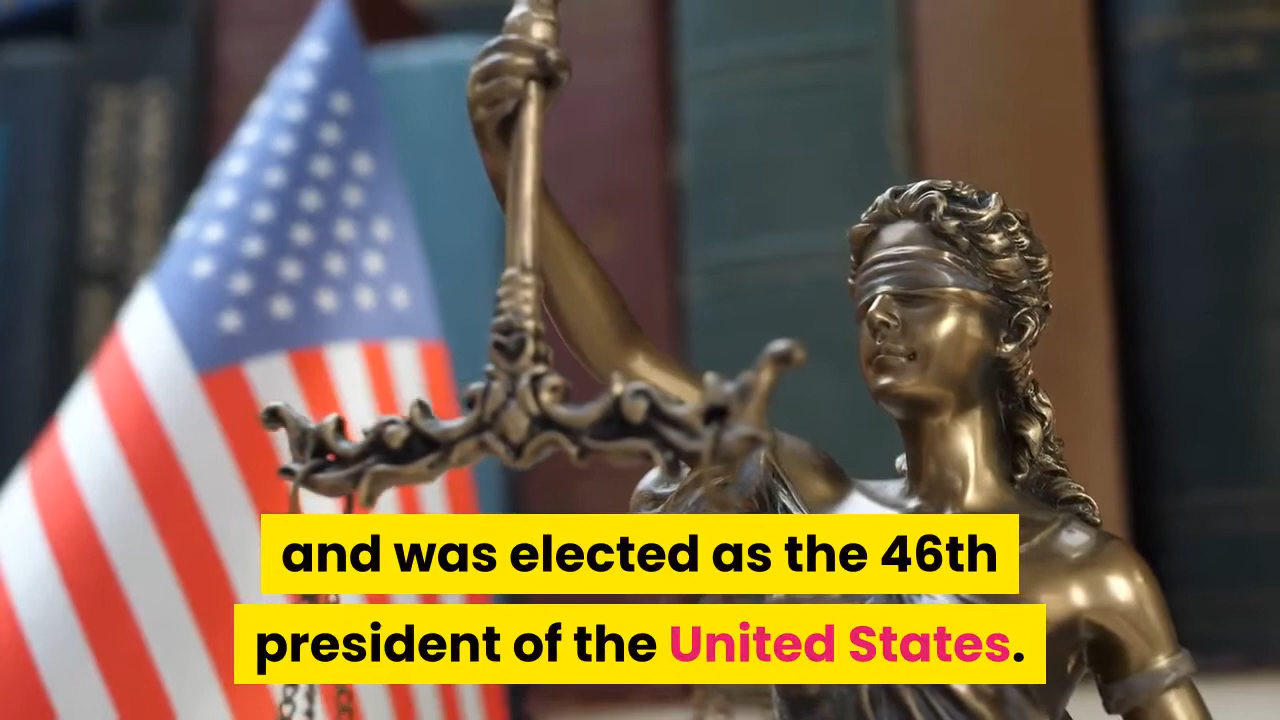 and was elected as the 46th
president of the United States.